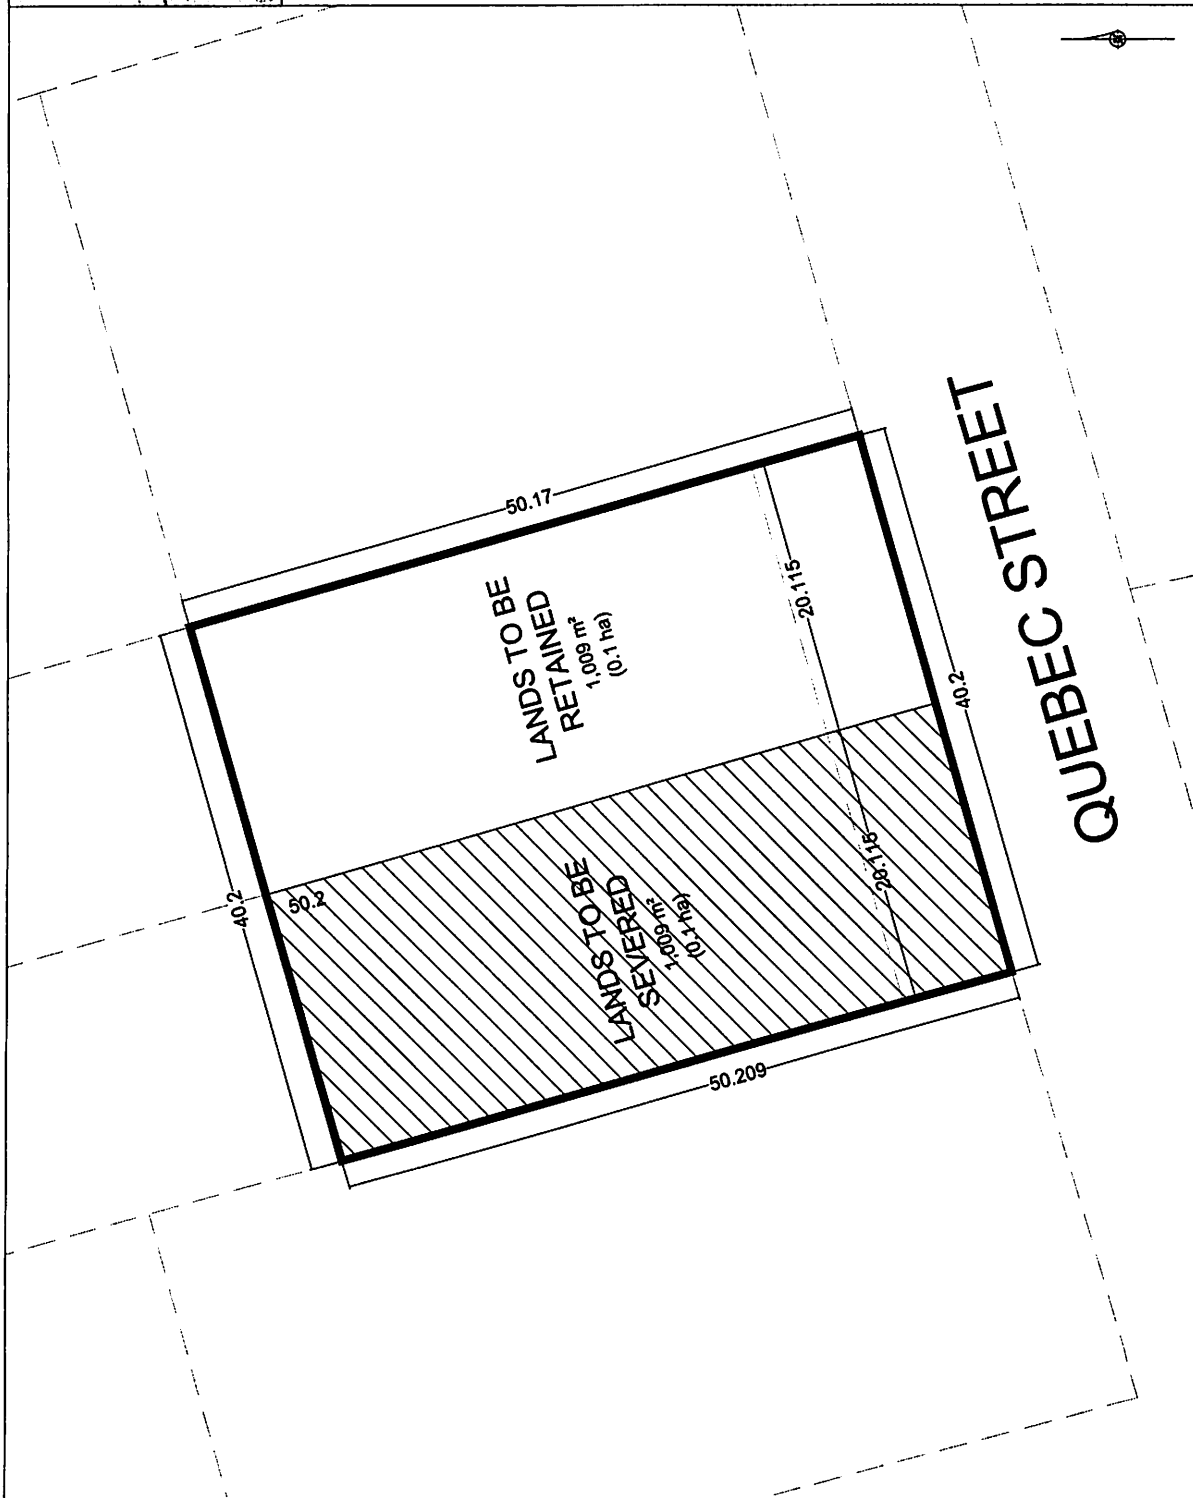 50.17
LANDS TO BE
RETAINED
1,009 m²
(0.1 ha)
20.115
40.2
QUEBEC STREET
40.2
50.2
LANDS TO BE
SEVERED
1,009 m²
(0.1 ha)
20.115
50.209